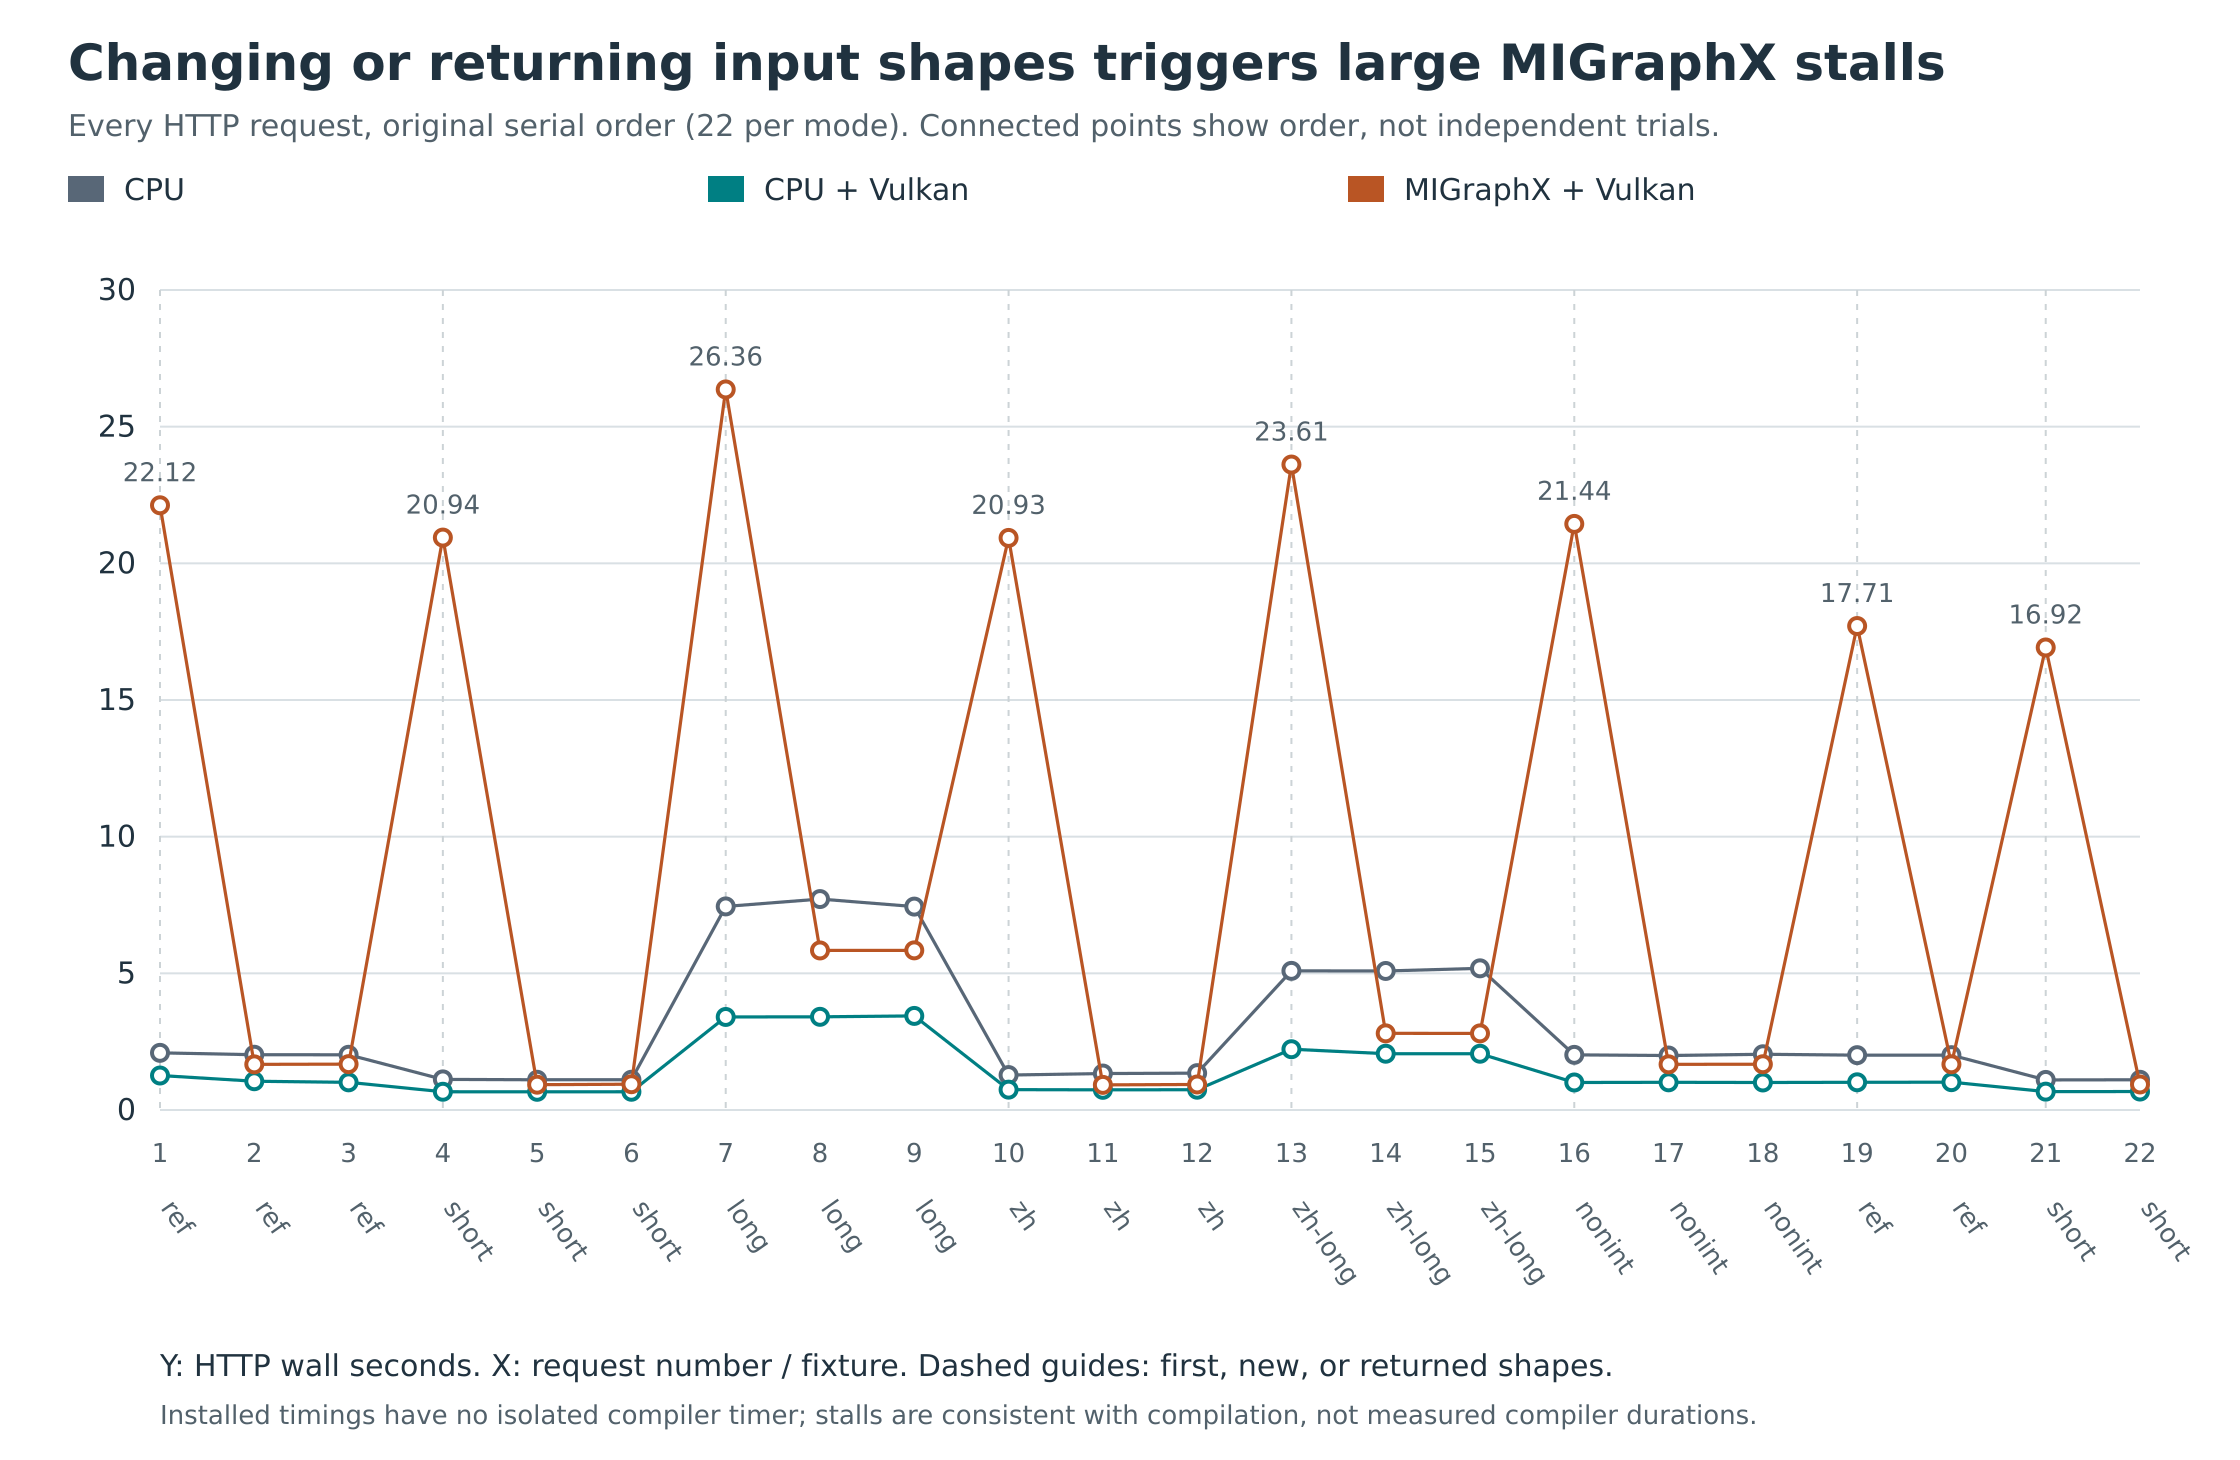 Changing or returning input shapes triggers large MIGraphX stalls
Every HTTP request, original serial order (22 per mode). Connected points show order, not independent trials.
CPU
CPU + Vulkan
MIGraphX + Vulkan
30
25
20
15
10
5
0
22.12
20.94
26.36
20.93
23.61
21.44
17.71
16.92
1 2 3 4 5 6 7 8 9 10 11 12 13 14 15 16 17 18 19 20 21 22
ref ref ref short short short long long long zh zh zh zh-long zh-long zh-long nonint nonint nonint ref ref short short
Y: HTTP wall seconds. X: request number / fixture. Dashed guides: first, new, or returned shapes.
Installed timings have no isolated compiler timer; stalls are consistent with compilation, not measured compiler durations.